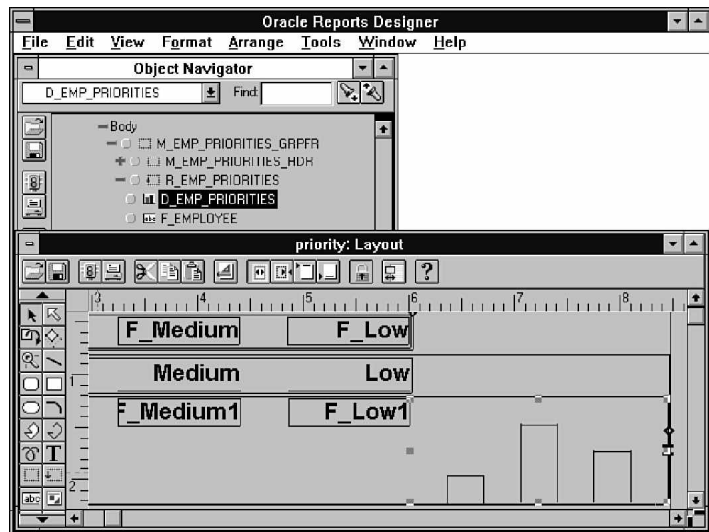 Oracle Reports Designer
File Edit View Format Arrange Tools Window Help
Object Navigator
D_EMP_PRIORITIES Find:
Body
M_EMP_PRIORITIES_GRPFR
M_EMP_PRIORITIES_HDR
R_EMP_PRIORITIES
D_EMP_PRIORITIES
F_EMPLOYEE
priority: Layout
?
3 4 5 6 7 8
F_Medium F_Low
1
Medium Low
F_Medium1 F_Low1
T
2
abc